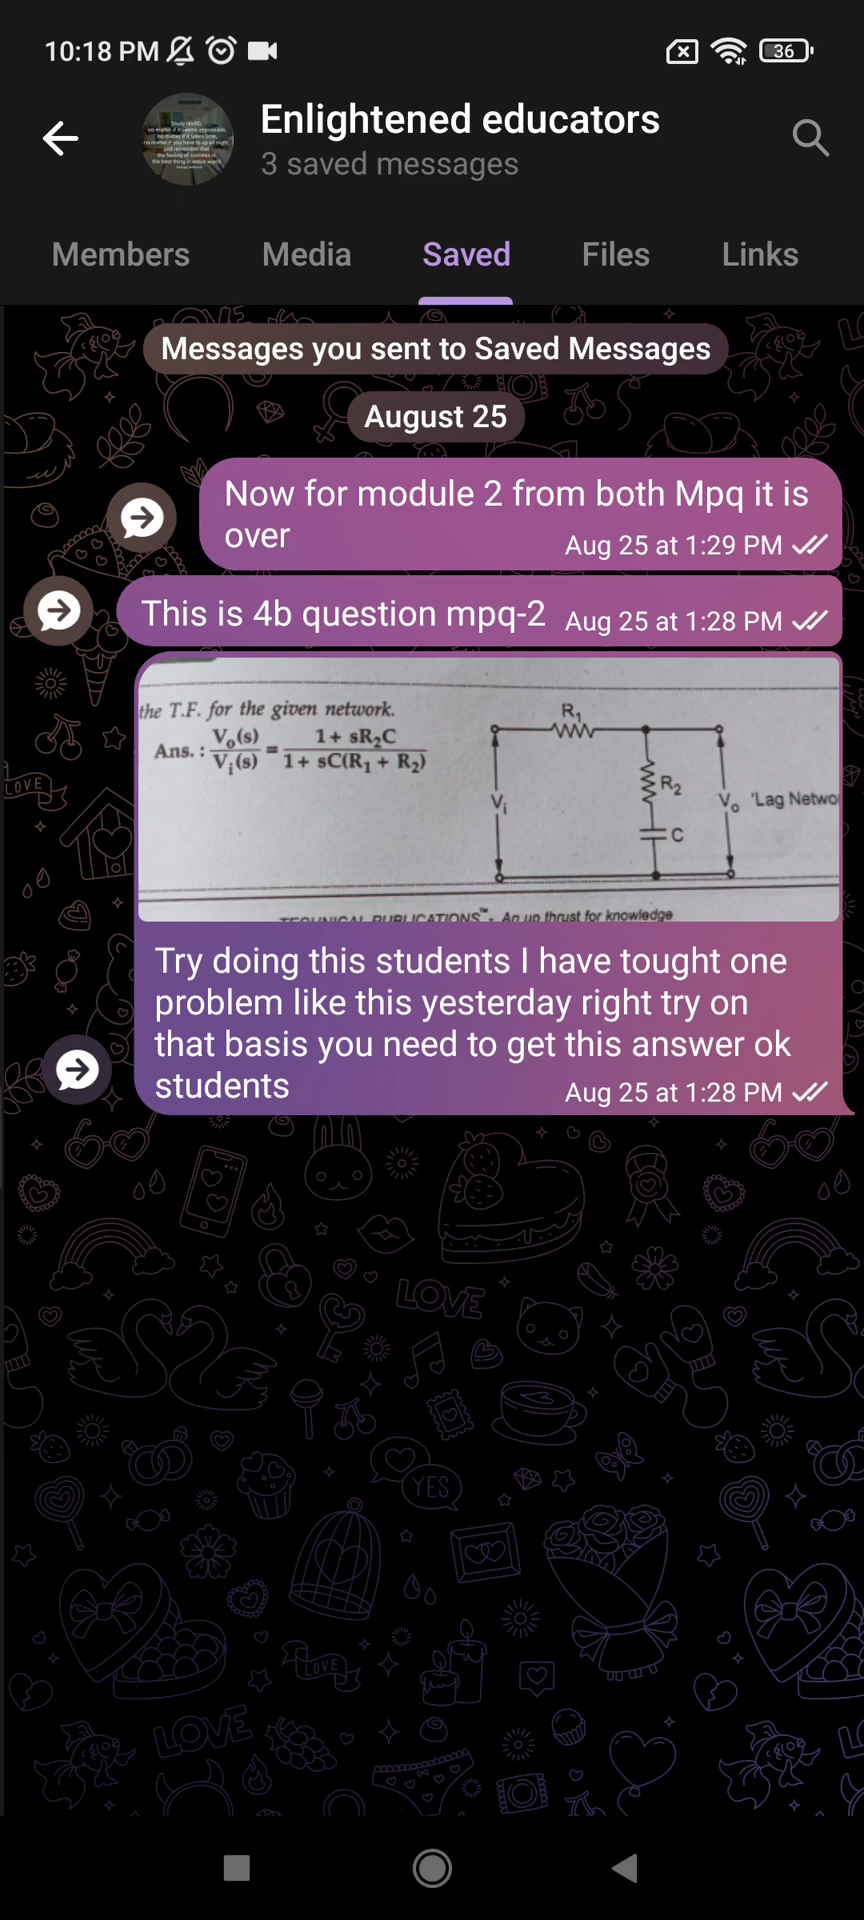 10:18 PM
36
Enlightened educators
3 saved messages
Members Media Saved Files Links
Messages you sent to Saved Messages
August 25
Now for module 2 from both Mpq it is
over
Aug 25 at 1:29 PM
This is 4b question mpq-2
Aug 25 at 1:28 PM
the T.F. for the given network.
Ans. : Vo(s)/Vi(s) = 1 + sR2C / 1 + sC(R1 + R2)
R1
R2
C
Vi
Vo 'Lag Netwo
TECHNICAL PUBLICATIONS™- An up thrust for knowledge
Try doing this students I have tought one
problem like this yesterday right try on
that basis you need to get this answer ok
students
Aug 25 at 1:28 PM
LOVE
LOVE
YES
LOVE
LOVE